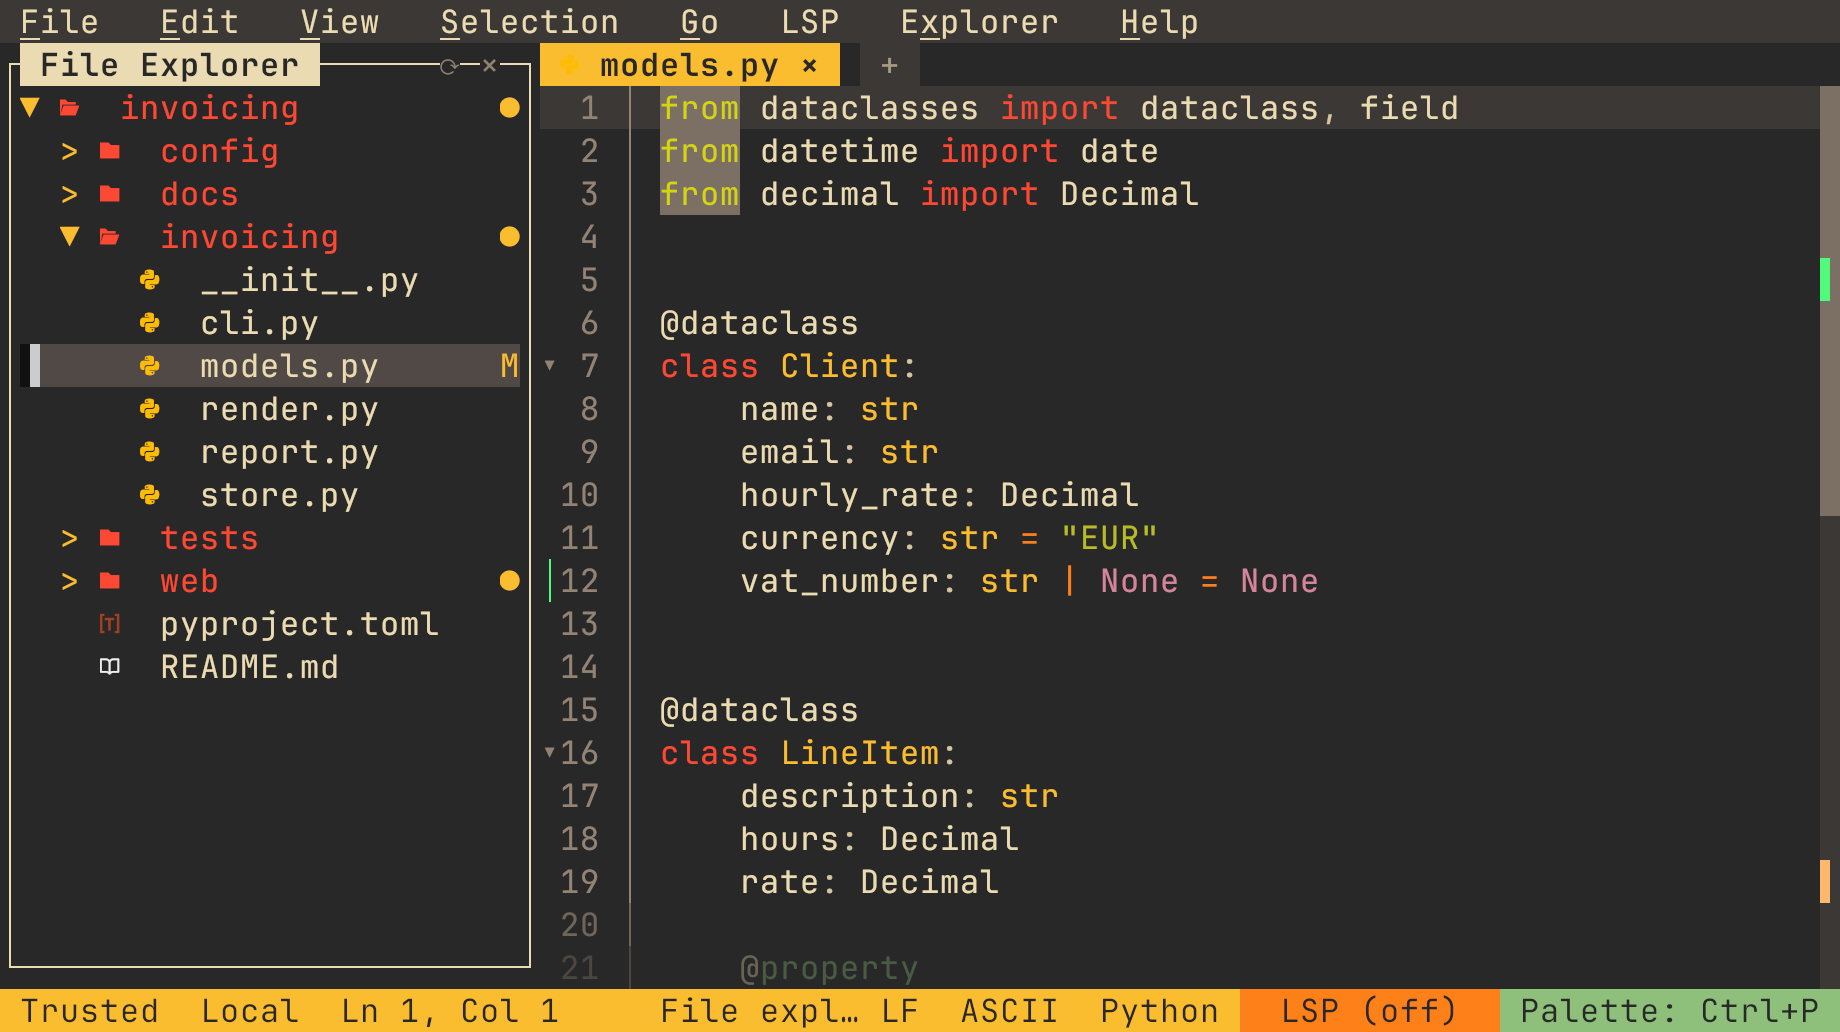 File Edit View Selection Go LSP Explorer Help
File Explorer ⟳ × models.py × +
▼ invoicing ●
> config
> docs
▼ invoicing ●
__init__.py
cli.py
models.py M
render.py
report.py
store.py
> tests
> web ●
[T] pyproject.toml
README.md
1 from dataclasses import dataclass, field
2 from datetime import date
3 from decimal import Decimal
4
5
6 @dataclass
▾ 7 class Client:
8 name: str
9 email: str
10 hourly_rate: Decimal
11 currency: str = "EUR"
12 vat_number: str | None = None
13
14
15 @dataclass
▾ 16 class LineItem:
17 description: str
18 hours: Decimal
19 rate: Decimal
20
21 @property
Trusted Local Ln 1, Col 1 File expl… LF ASCII Python LSP (off) Palette: Ctrl+P